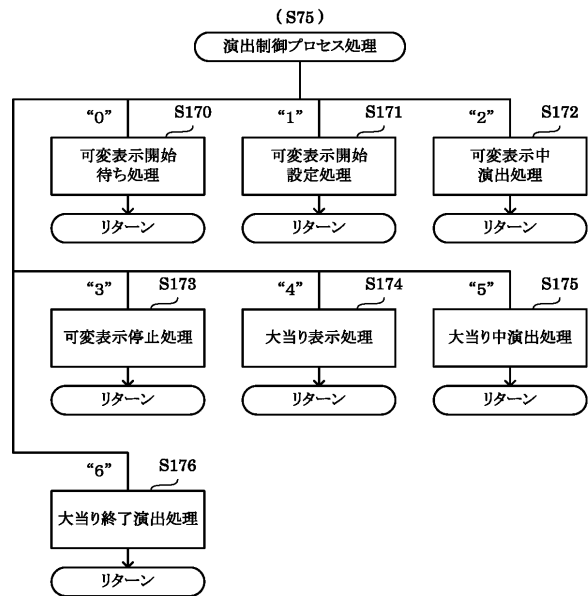 (S75)
演出制御プロセス処理
“0” S170
可変表示開始
待ち処理
リターン
“1” S171
可変表示開始
設定処理
リターン
“2” S172
可変表示中
演出処理
リターン
“3” S173
可変表示停止処理
リターン
“4” S174
大当り表示処理
リターン
“5” S175
大当り中演出処理
リターン
“6” S176
大当り終了演出処理
リターン